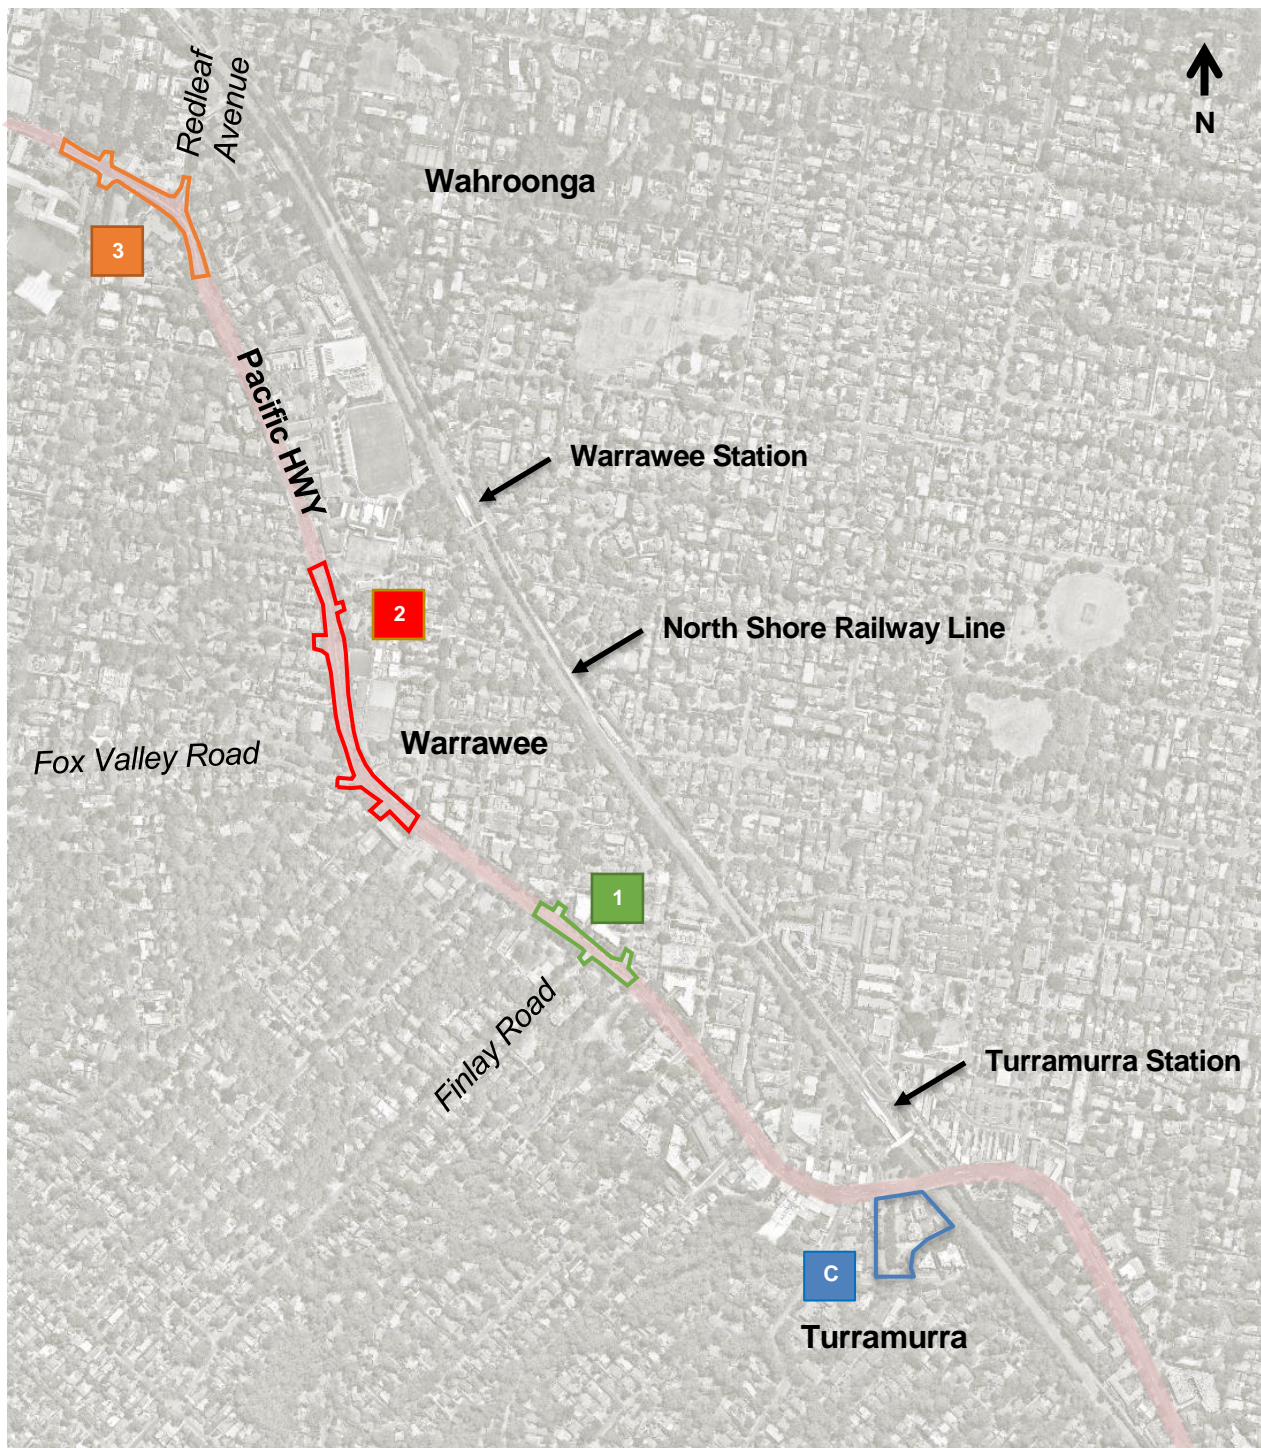 Redleaf
Avenue
N
Wahroonga
3
Pacific HWY
Warrawee Station
2
North Shore Railway Line
Warrawee
Fox Valley Road
1
Finlay Road
Turramurra Station
C
Turramurra